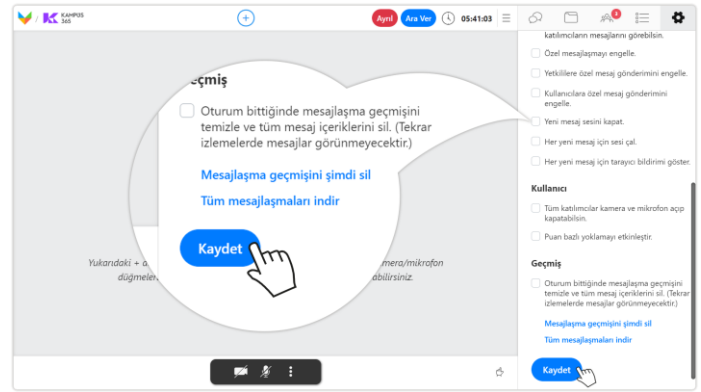 KAMPUS
365
Ayrıl
Ara Ver
05:41:03
katılımcıların mesajlarını görebilsin.
Özel mesajlaşmayı engelle.
Yetkililere özel mesaj gönderimini engelle.
Kullanıcılara özel mesaj gönderimini
engelle.
Yeni mesaj sesini kapat.
Her yeni mesaj için sesi çal.
Her yeni mesaj için tarayıcı bildirimi göster.
Kullanıcı
Tüm katılımcılar kamera ve mikrofon açıp
kapatabilsin.
Puan bazlı yoklamayı etkinleştir.
Geçmiş
Oturum bittiğinde mesajlaşma geçmişini
temizle ve tüm mesaj içeriklerini sil. (Tekrar
izlemelerde mesajlar görünmeyecektir.)
Mesajlaşma geçmişini şimdi sil
Tüm mesajlaşmaları indir
Kaydet
eçmiş
Oturum bittiğinde mesajlaşma geçmişini
temizle ve tüm mesaj içeriklerini sil. (Tekrar
izlemelerde mesajlar görünmeyecektir.)
Mesajlaşma geçmişini şimdi sil
Tüm mesajlaşmaları indir
Kaydet
Yukarıdaki + mera/mikrofon
düğmeler abilirsiniz.